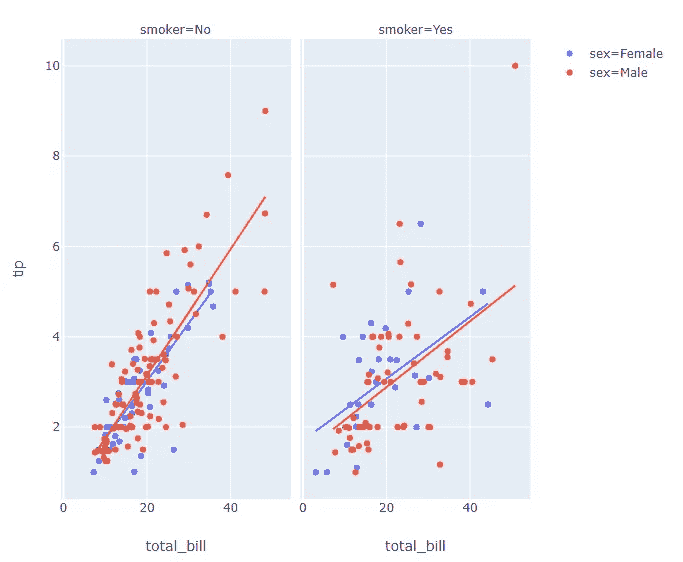 smoker=No
smoker=Yes
sex=Female
sex=Male
10
8
6
4
2
tip
0
20
40
0
20
40
total_bill
total_bill